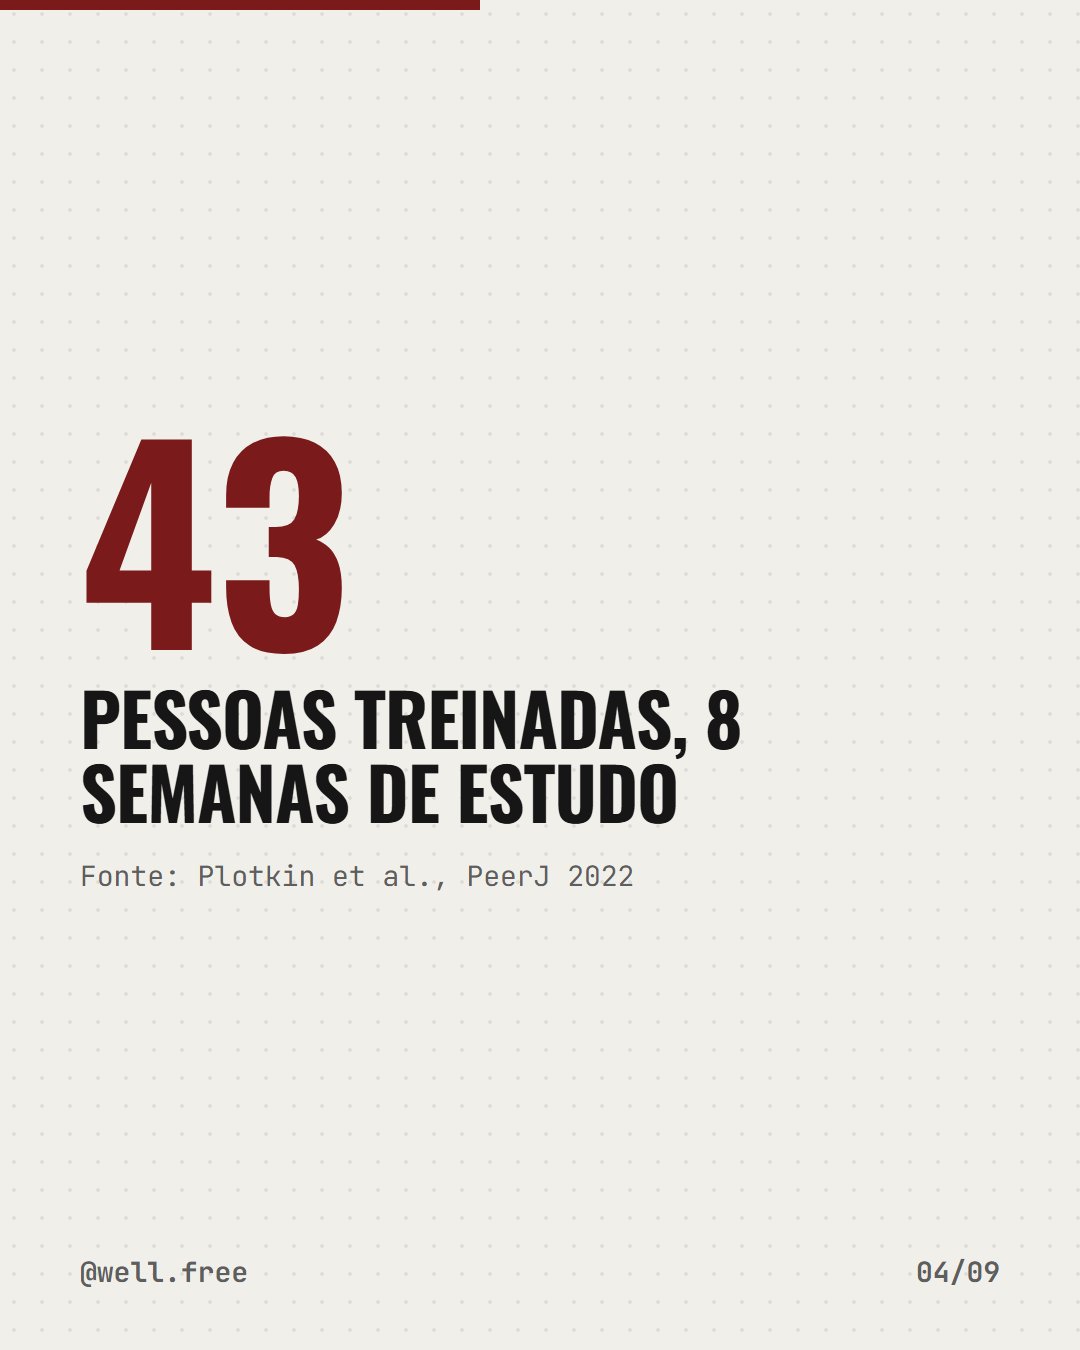 43
PESSOAS TREINADAS, 8
SEMANAS DE ESTUDO
Fonte: Plotkin et al., PeerJ 2022
@well.free
04/09